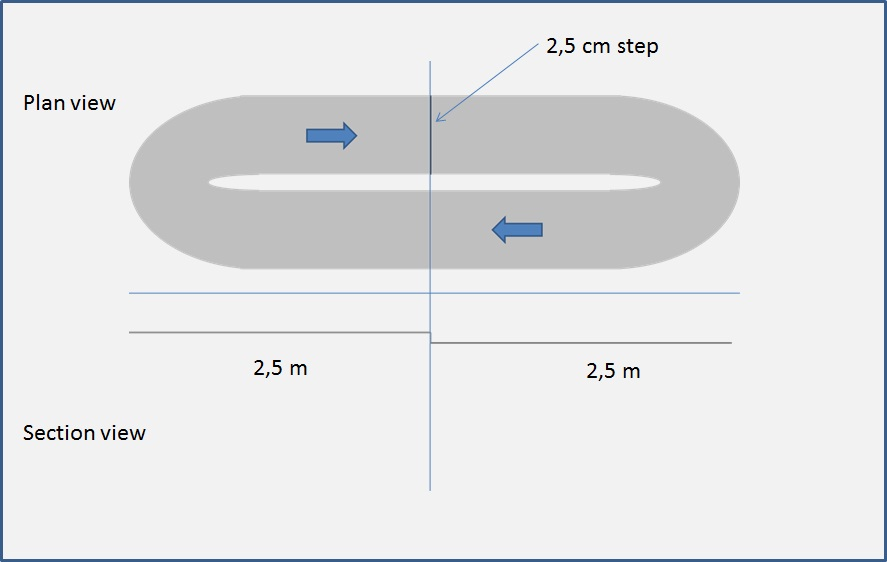 2,5 cm step
Plan view
2,5 m
2,5 m
Section view